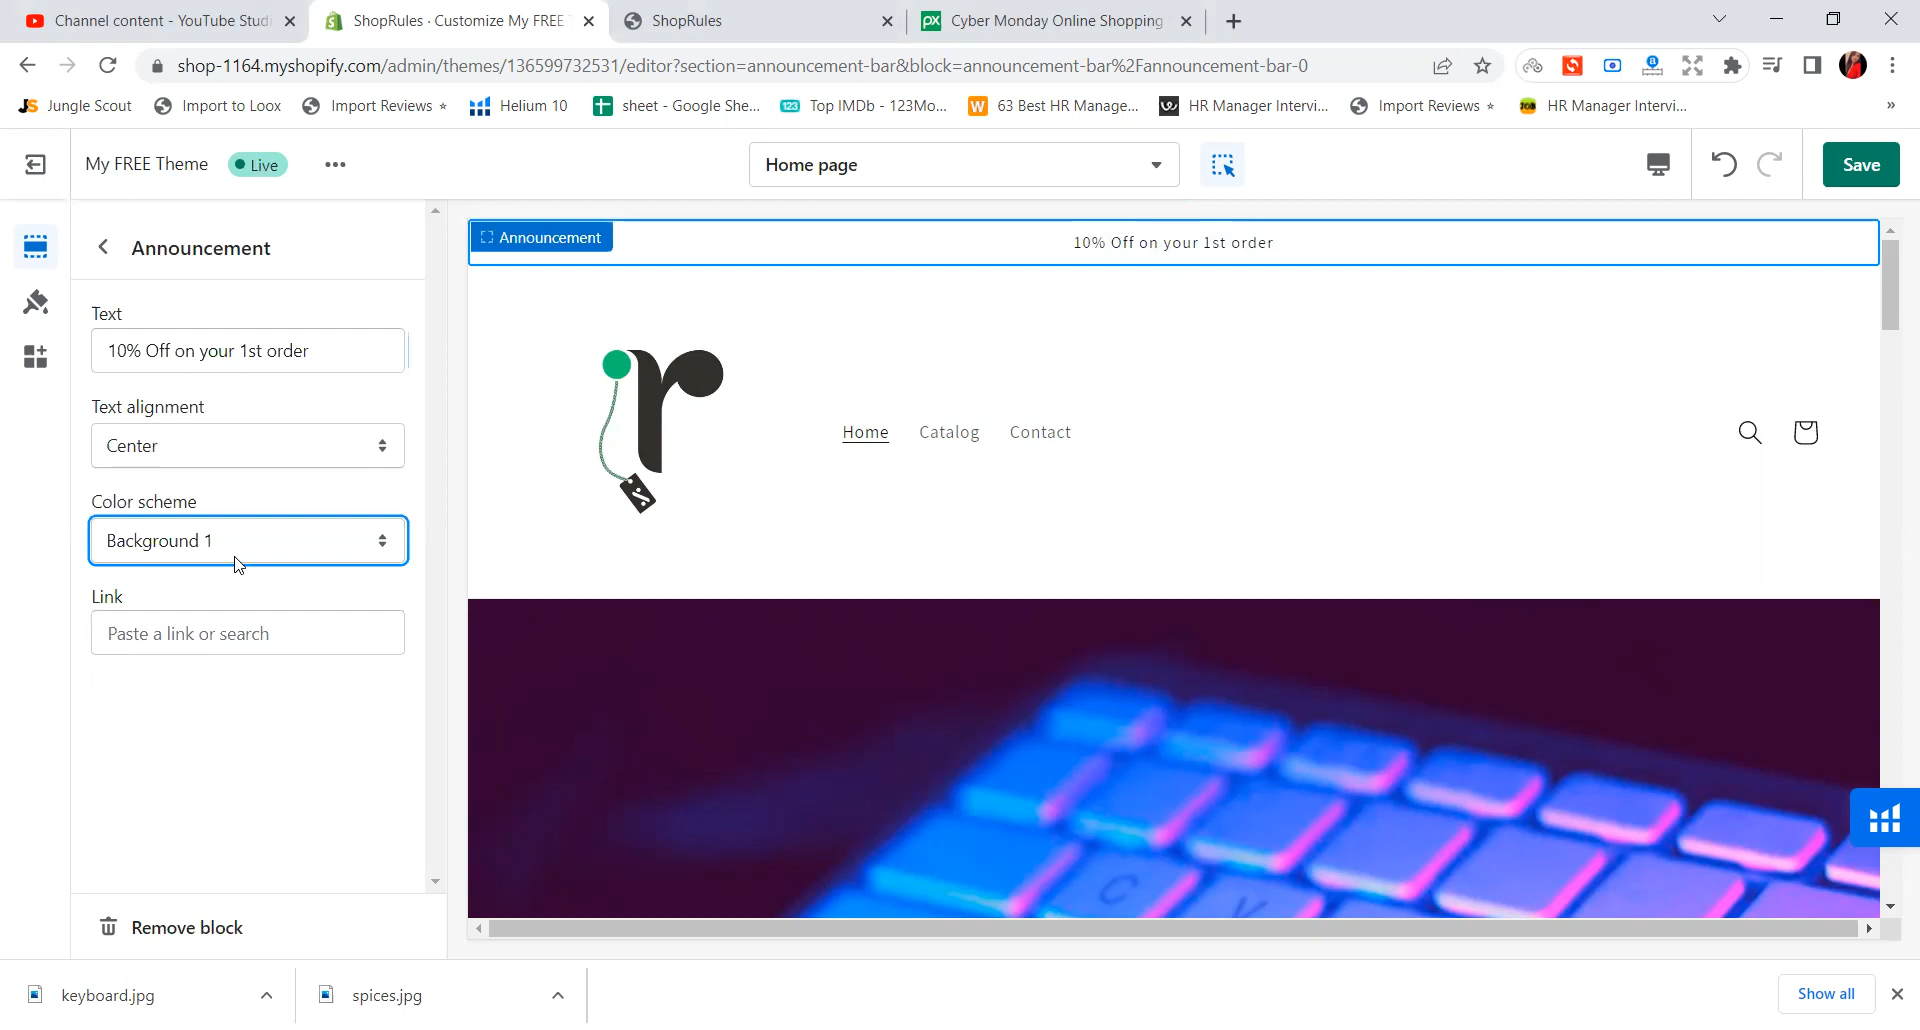 Channel content - YouTube Studi
ShopRules · Customize My FREE T
ShopRules
Cyber Monday Online Shopping
shop-1164.myshopify.com/admin/themes/136599732531/editor?section=announcement-bar&block=announcement-bar%2Fannouncement-bar-0
JS Jungle Scout
Import to Loox
Import Reviews ⭐
Helium 10
sheet - Google She...
123 Top IMDb - 123Mo...
W 63 Best HR Manage...
HR Manager Intervi...
Import Reviews ⭐
JOB HR Manager Intervi...
»
My FREE Theme
Live
Home page
Save
Announcement
Text
10% Off on your 1st order
Text alignment
Center
Color scheme
Background 1
Link
Paste a link or search
Remove block
Announcement
10% Off on your 1st order
r
Home
Catalog
Contact
C
V
keyboard.jpg
spices.jpg
Show all